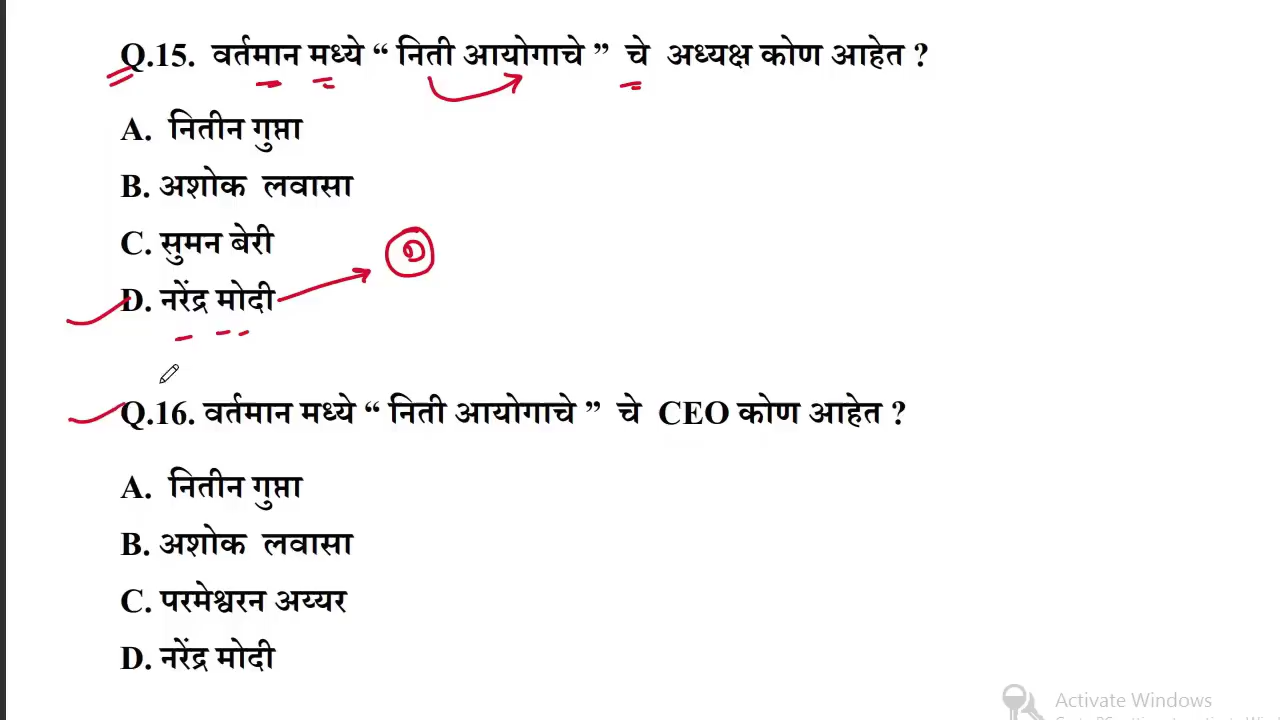 Q.15. वर्तमान मध्ये “ निती आयोगाचे ” चे अध्यक्ष कोण आहेत ?
A. नितीन गुप्ता
B. अशोक लवासा
C. सुमन बेरी
D. नरेंद्र मोदी
Q.16. वर्तमान मध्ये “ निती आयोगाचे ” चे CEO कोण आहेत ?
A. नितीन गुप्ता
B. अशोक लवासा
C. परमेश्वरन अय्यर
D. नरेंद्र मोदी
Activate Windows